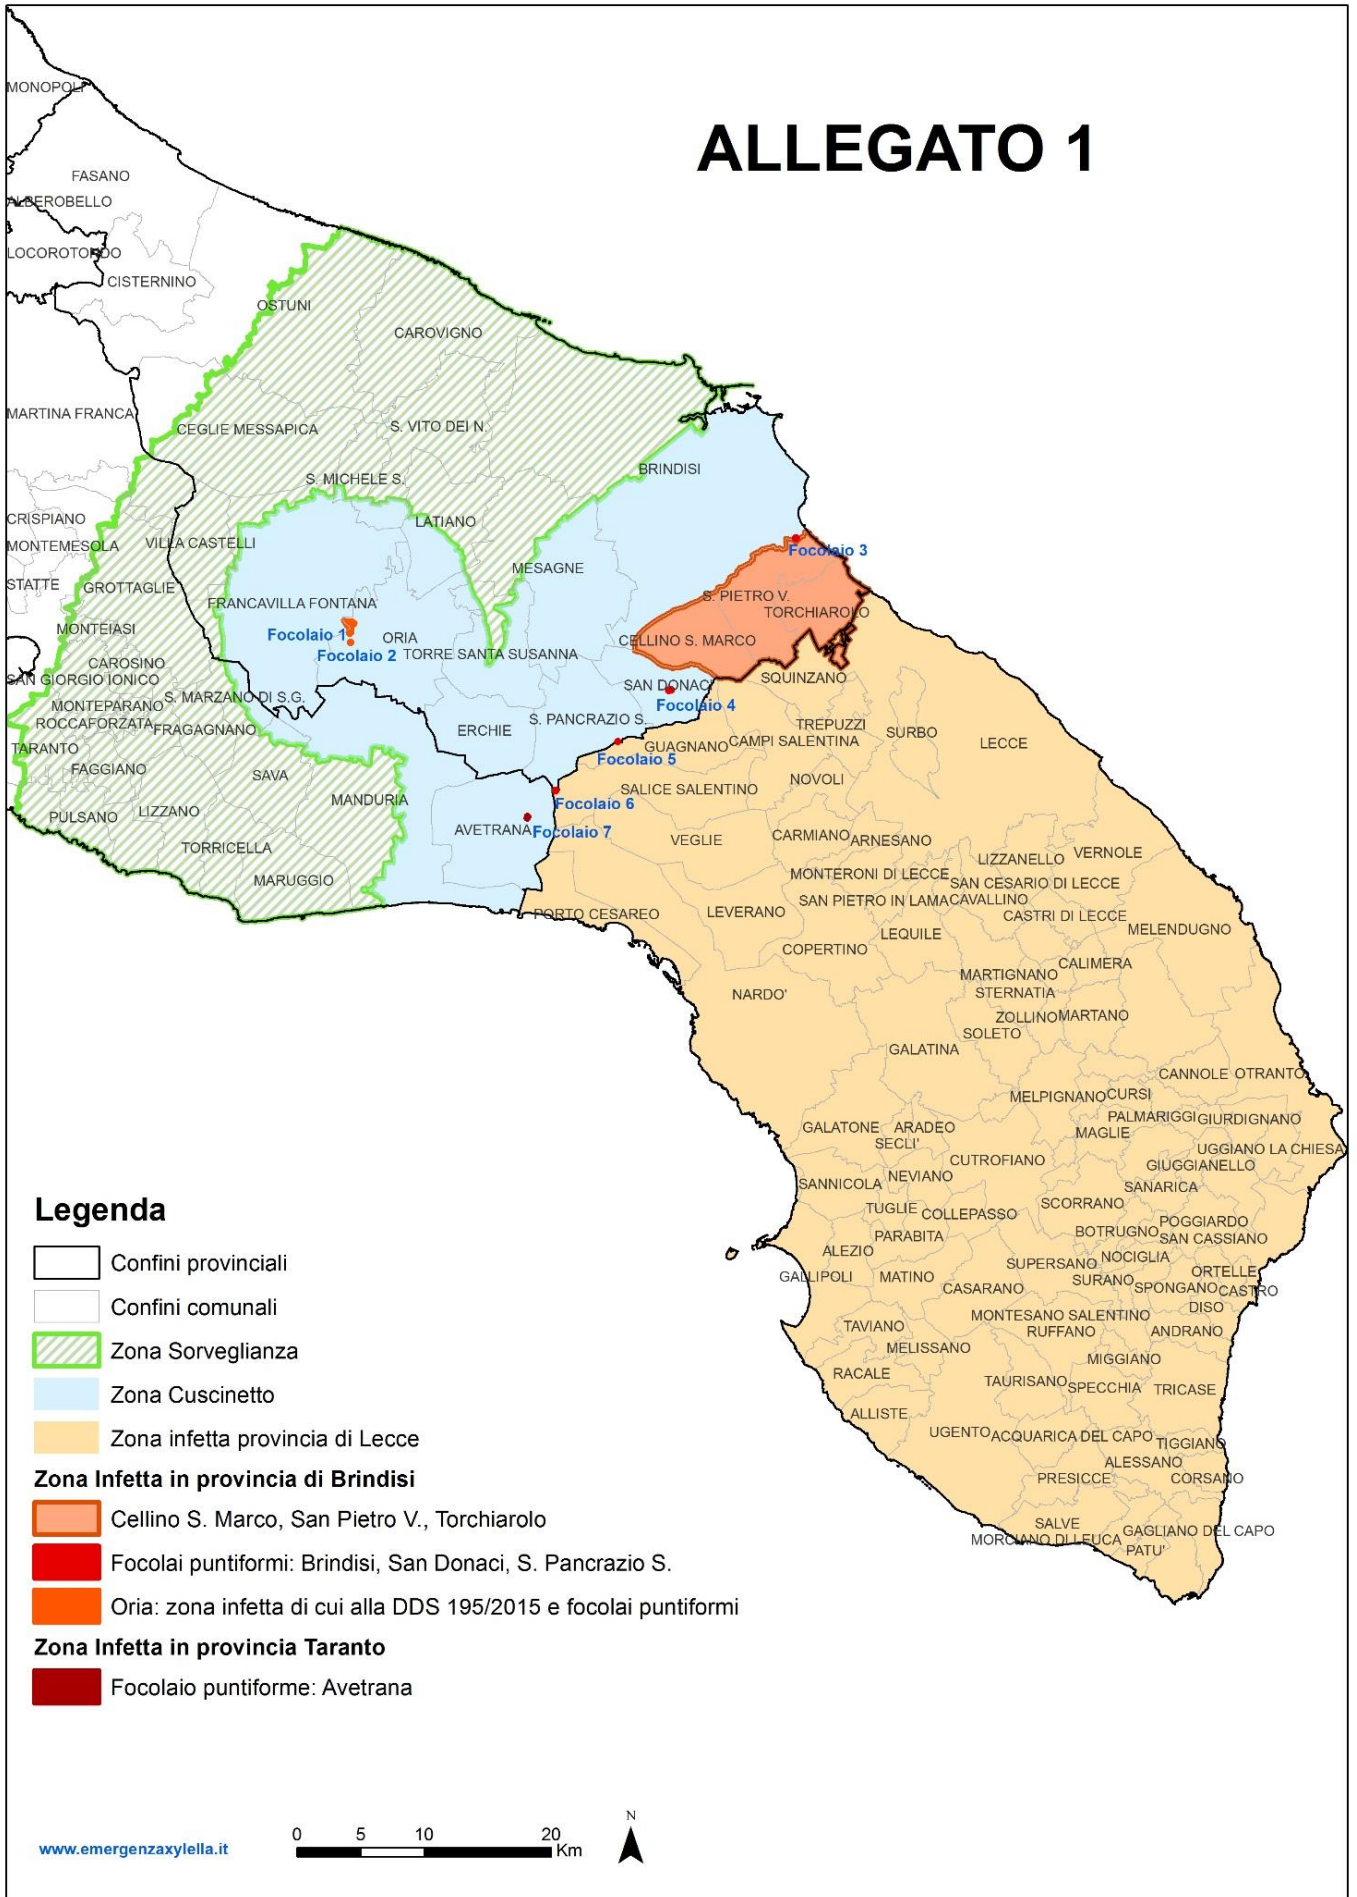 ALLEGATO 1
MONOPOLI
FASANO
ALBEROBELLO
LOCOROTONDO
CISTERNINO
OSTUNI
CAROVIGNO
MARTINA FRANCA
CEGLIE MESSAPICA
S. VITO DEI N.
BRINDISI
S. MICHELE S.
CRISPIANO
LATIANO
MONTEMESOLA
VILLA CASTELLI
Focolaio 3
MESAGNE
STATTE
GROTTAGLIE
S. PIETRO V.
FRANCAVILLA FONTANA
TORCHIAROLO
MONTEIASI
Focolaio 1
ORIA
CELLINO S. MARCO
Focolaio 2
TORRE SANTA SUSANNA
CAROSINO
SAN GIORGIO IONICO
SQUINZANO
SAN DONACI
S. MARZANO DI S.G.
MONTEPARANO
Focolaio 4
ROCCAFORZATA
FRAGAGNANO
S. PANCRAZIO S.
TREPUZZI
ERCHIE
SURBO
TARANTO
GUAGNANO
CAMPI SALENTINA
LECCE
Focolaio 5
FAGGIANO
SAVA
NOVOLI
SALICE SALENTINO
MANDURIA
Focolaio 6
LIZZANO
PULSANO
AVETRANA
Focolaio 7
CARMIANO
ARNESANO
VEGLIE
TORRICELLA
VERNOLE
LIZZANELLO
MARUGGIO
MONTERONI DI LECCE
SAN CESARIO DI LECCE
SAN PIETRO IN LAMA
CAVALLINO
PORTO CESAREO
LEVERANO
CASTRI DI LECCE
MELENDUGNO
LEQUILE
COPERTINO
CALIMERA
MARTIGNANO
NARDO'
STERNATIA
ZOLLINO
MARTANO
SOLETO
GALATINA
CANNOLE
OTRANTO
MELPIGNANO
CURSI
PALMARIGGI
GIURDIGNANO
GALATONE
ARADEO
MAGLIE
SECLI'
UGGIANO LA CHIESA
CUTROFIANO
GIUGGIANELLO
NEVIANO
SANNICOLA
SANARICA
SCORRANO
TUGLIE
COLLEPASSO
POGGIARDO
BOTRUGNO
PARABITA
SAN CASSIANO
ALEZIO
NOCIGLIA
SUPERSANO
ORTELLE
GALLIPOLI
MATINO
SURANO
CASARANO
SPONGANO
CASTRO
DISO
MONTESANO SALENTINO
TAVIANO
RUFFANO
ANDRANO
MELISSANO
MIGGIANO
RACALE
TAURISANO
SPECCHIA
TRICASE
ALLISTE
UGENTO
ACQUARICA DEL CAPO
TIGGIANO
ALESSANO
PRESICCE
CORSANO
SALVE
GAGLIANO DEL CAPO
MORCIANO DI LEUCA
PATU'
Legenda
Confini provinciali
Confini comunali
Zona Sorveglianza
Zona Cuscinetto
Zona infetta provincia di Lecce
Zona Infetta in provincia di Brindisi
Cellino S. Marco, San Pietro V., Torchiarolo
Focolai puntiformi: Brindisi, San Donaci, S. Pancrazio S.
Oria: zona infetta di cui alla DDS 195/2015 e focolai puntiformi
Zona Infetta in provincia Taranto
Focolaio puntiforme: Avetrana
www.emergenzaxylella.it
0 5 10 20
Km
N